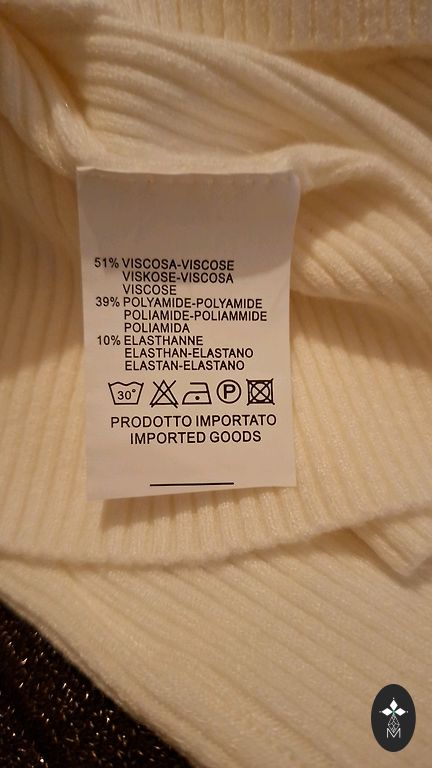 51% VISCOSA-VISCOSE
VISKOSE-VISCOSA
VISCOSE
39% POLYAMIDE-POLYAMIDE
POLIAMIDE-POLIAMMIDE
POLIAMIDA
10% ELASTHANNE
ELASTHAN-ELASTANO
ELASTAN-ELASTANO
30° P
PRODOTTO IMPORTATO
IMPORTED GOODS
M